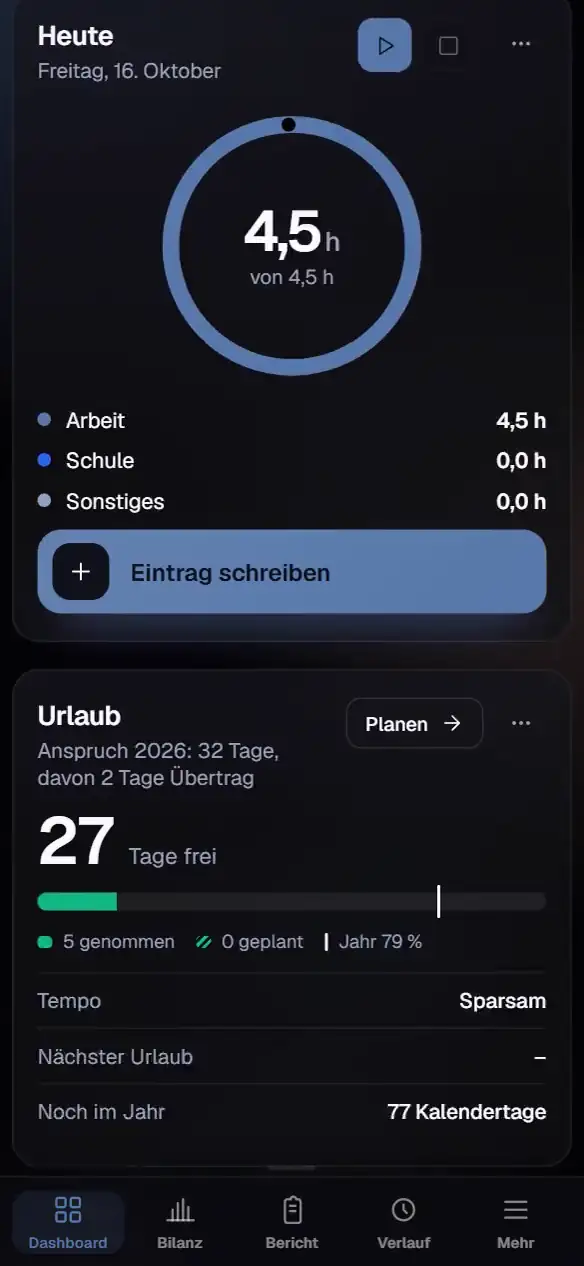 Heute
Freitag, 16. Oktober
4,5 h
von 4,5 h
Arbeit 4,5 h
Schule 0,0 h
Sonstiges 0,0 h
Eintrag schreiben
Urlaub
Planen
Anspruch 2026: 32 Tage,
davon 2 Tage Übertrag
27 Tage frei
5 genommen 0 geplant Jahr 79 %
Tempo Sparsam
Nächster Urlaub –
Noch im Jahr 77 Kalendertage
Dashboard Bilanz Bericht Verlauf Mehr